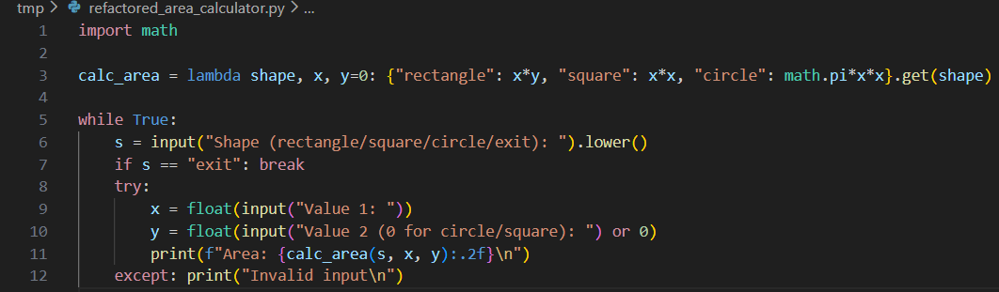 tmp > refactored_area_calculator.py > ...
1 import math
2
3 calc_area = lambda shape, x, y=0: {"rectangle": x*y, "square": x*x, "circle": math.pi*x*x}.get(shape)
4
5 while True:
6     s = input("Shape (rectangle/square/circle/exit): ").lower()
7     if s == "exit": break
8     try:
9         x = float(input("Value 1: "))
10         y = float(input("Value 2 (0 for circle/square): ") or 0)
11         print(f"Area: {calc_area(s, x, y):.2f}\n")
12     except: print("Invalid input\n")